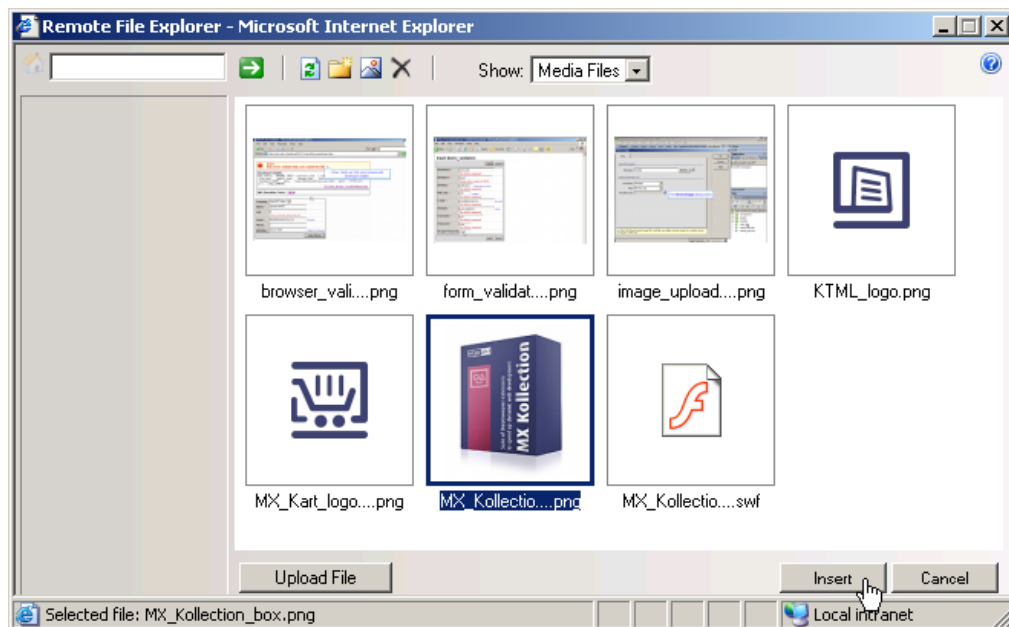 Remote File Explorer - Microsoft Internet Explorer
Show: Media Files
browser_vali....png
form_validat....png
image_upload....png
KTML_logo.png
MX Kollection
MX_Kart_logo....png
MX_Kollectio....png
MX_Kollectio....swf
Upload File
Insert
Cancel
Selected file: MX_Kollection_box.png
Local intranet